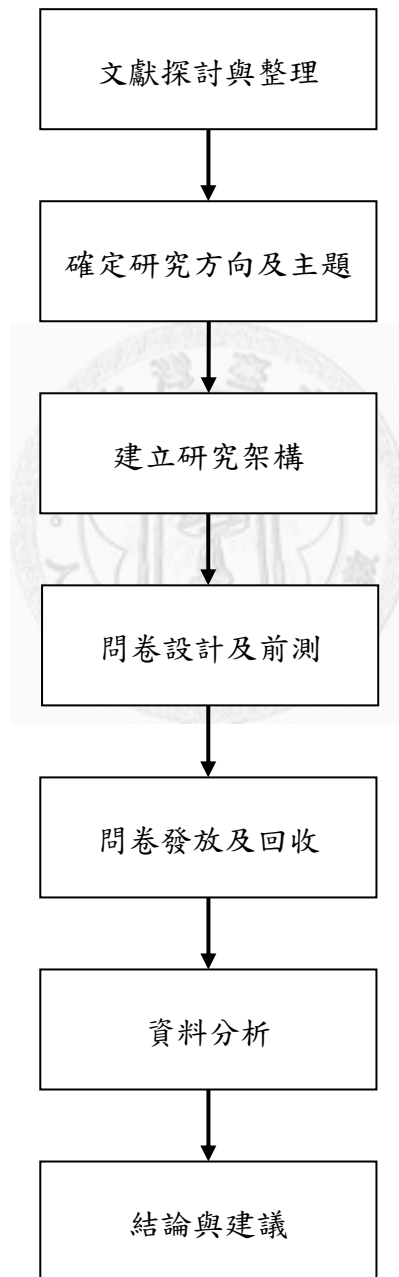 文獻探討與整理
確定研究方向及主題
建立研究架構
問卷設計及前測
問卷發放及回收
資料分析
結論與建議